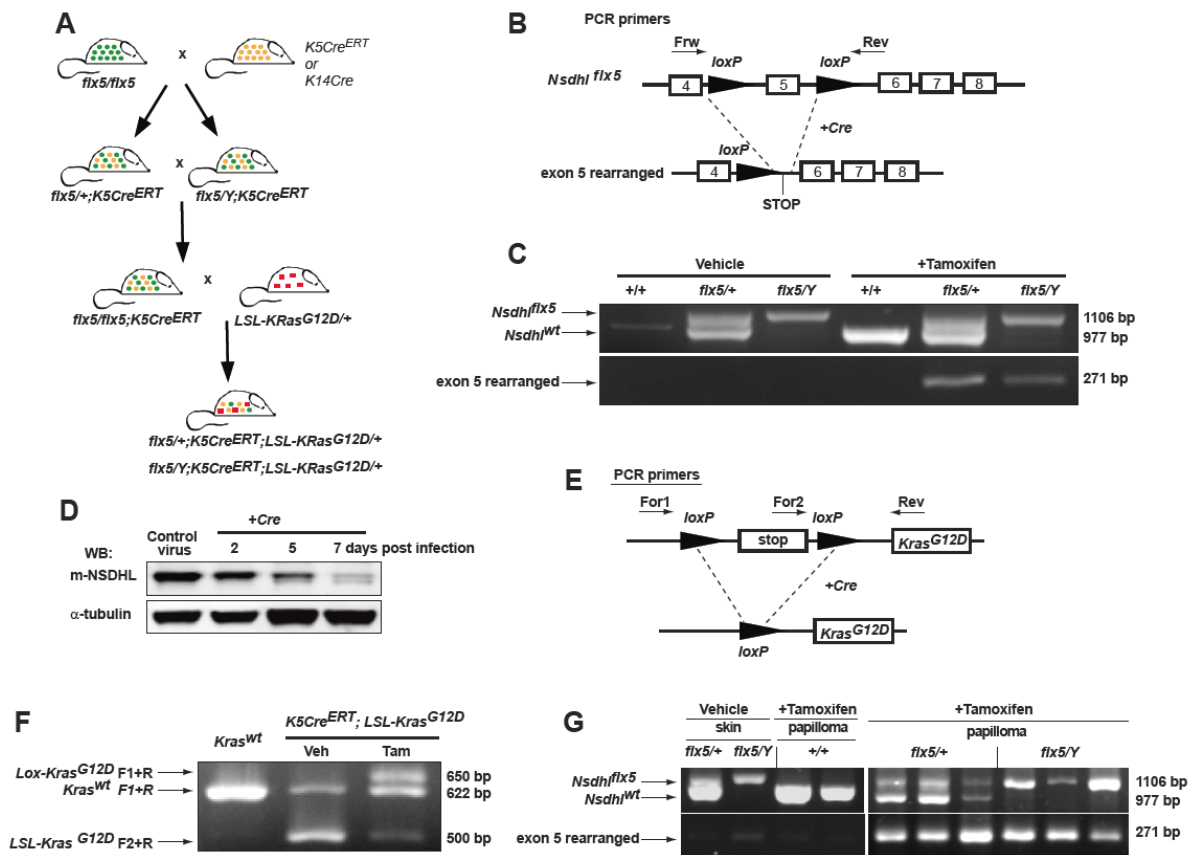 A
flx5/flx5
x
K5CreERT
or
K14Cre
flx5/+;K5CreERT
x
flx5/Y;K5CreERT
flx5/flx5;K5CreERT
x
LSL-KRasG12D/+
flx5/+;K5CreERT;LSL-KRasG12D/+
flx5/Y;K5CreERT;LSL-KRasG12D/+
B
PCR primers
Frw
loxP
loxP
Rev
Nsdhl flx5
4
5
6
7
8
+Cre
loxP
exon 5 rearranged
4
6
7
8
STOP
C
Vehicle
+Tamoxifen
+/+
flx5/+
flx5/Y
+/+
flx5/+
flx5/Y
Nsdhlflx5
1106 bp
Nsdhlwt
977 bp
exon 5 rearranged
271 bp
D
+Cre
WB:
Control
virus
2
5
7 days post infection
m-NSDHL
α-tubulin
E
PCR primers
For1
loxP
For2
loxP
Rev
stop
KrasG12D
+Cre
KrasG12D
loxP
F
Kraswt
K5CreERT; LSL-KrasG12D
Veh
Tam
Lox-KrasG12D F1+R
650 bp
Kraswt F1+R
622 bp
LSL-Kras G12D F2+R
500 bp
G
Vehicle
skin
+Tamoxifen
papilloma
+Tamoxifen
papilloma
flx5/+
flx5/Y
+/+
flx5/+
flx5/Y
Nsdhlflx5
1106 bp
Nsdhlwt
977 bp
exon 5 rearranged
271 bp